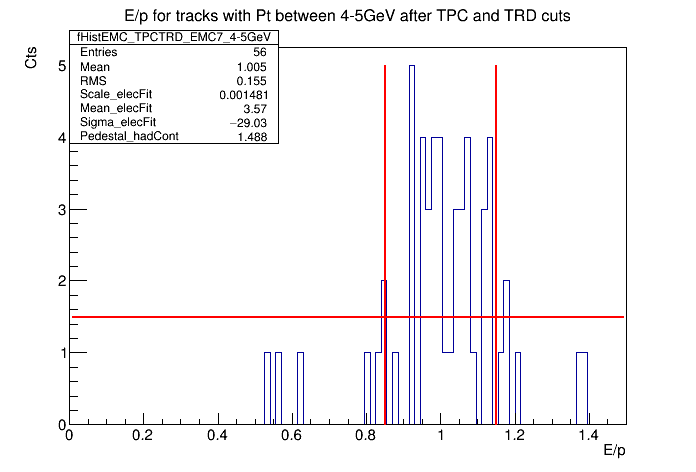 E/p for tracks with Pt between 4-5GeV after TPC and TRD cuts
fHistEMC_TPCTRD_EMC7_4-5GeV
Entries 56
Mean 1.005
RMS 0.155
Scale_elecFit 0.001481
Mean_elecFit 3.57
Sigma_elecFit −29.03
Pedestal_hadCont 1.488
Cts
5
4
3
2
1
0
0 0.2 0.4 0.6 0.8 1 1.2 1.4
E/p